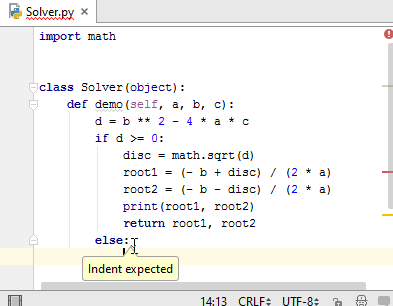 Solver.py
import math
class Solver(object):
def demo(self, a, b, c):
d = b ** 2 - 4 * a * c
if d >= 0:
disc = math.sqrt(d)
root1 = (- b + disc) / (2 * a)
root2 = (- b - disc) / (2 * a)
print(root1, root2)
return root1, root2
else:
Indent expected
14:13 CRLF UTF-8